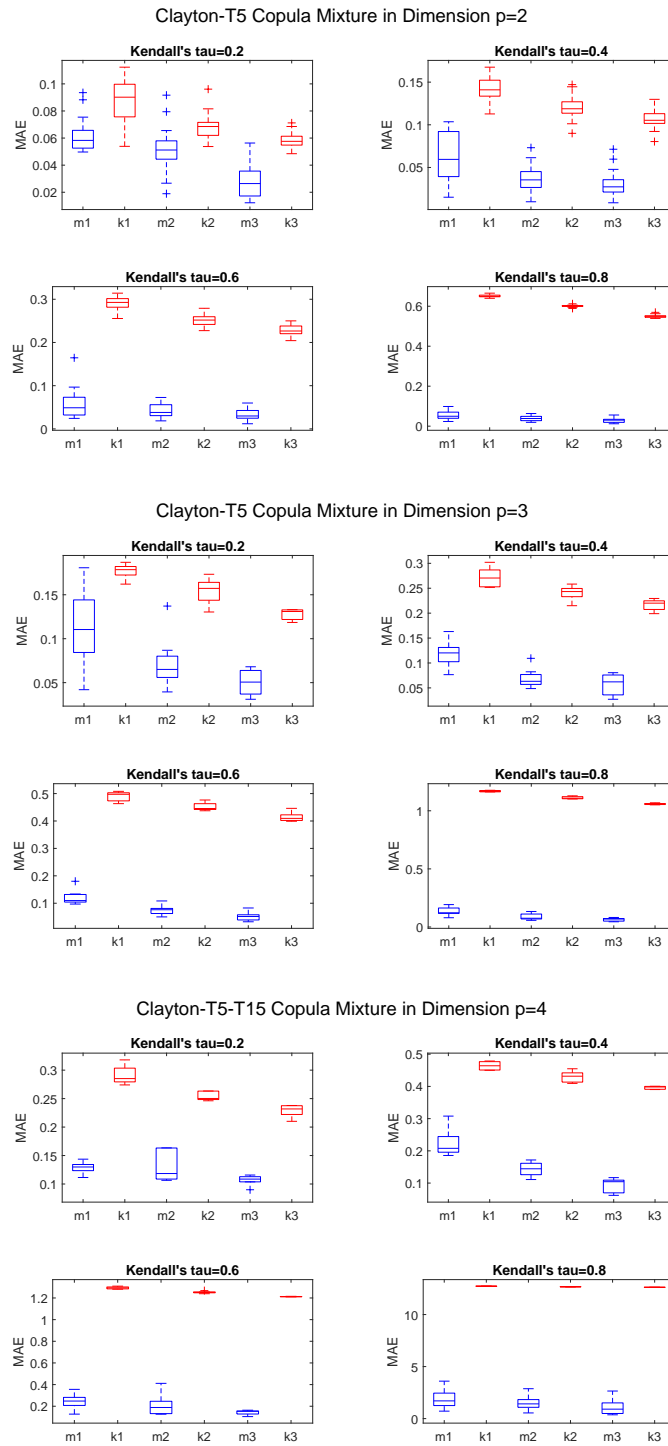 Clayton-T5 Copula Mixture in Dimension p=2
Kendall's tau=0.2
MAE
0.1
0.08
0.06
0.04
0.02
m1 k1 m2 k2 m3 k3
Kendall's tau=0.4
MAE
0.15
0.1
0.05
m1 k1 m2 k2 m3 k3
Kendall's tau=0.6
MAE
0.3
0.2
0.1
0
m1 k1 m2 k2 m3 k3
Kendall's tau=0.8
MAE
0.6
0.4
0.2
0
m1 k1 m2 k2 m3 k3
Clayton-T5 Copula Mixture in Dimension p=3
Kendall's tau=0.2
MAE
0.15
0.1
0.05
m1 k1 m2 k2 m3 k3
Kendall's tau=0.4
MAE
0.3
0.25
0.2
0.15
0.1
0.05
m1 k1 m2 k2 m3 k3
Kendall's tau=0.6
MAE
0.5
0.4
0.3
0.2
0.1
m1 k1 m2 k2 m3 k3
Kendall's tau=0.8
MAE
1
0.5
0
m1 k1 m2 k2 m3 k3
Clayton-T5-T15 Copula Mixture in Dimension p=4
Kendall's tau=0.2
MAE
0.3
0.25
0.2
0.15
0.1
m1 k1 m2 k2 m3 k3
Kendall's tau=0.4
MAE
0.5
0.4
0.3
0.2
0.1
m1 k1 m2 k2 m3 k3
Kendall's tau=0.6
MAE
1.2
1
0.8
0.6
0.4
0.2
m1 k1 m2 k2 m3 k3
Kendall's tau=0.8
MAE
10
5
0
m1 k1 m2 k2 m3 k3